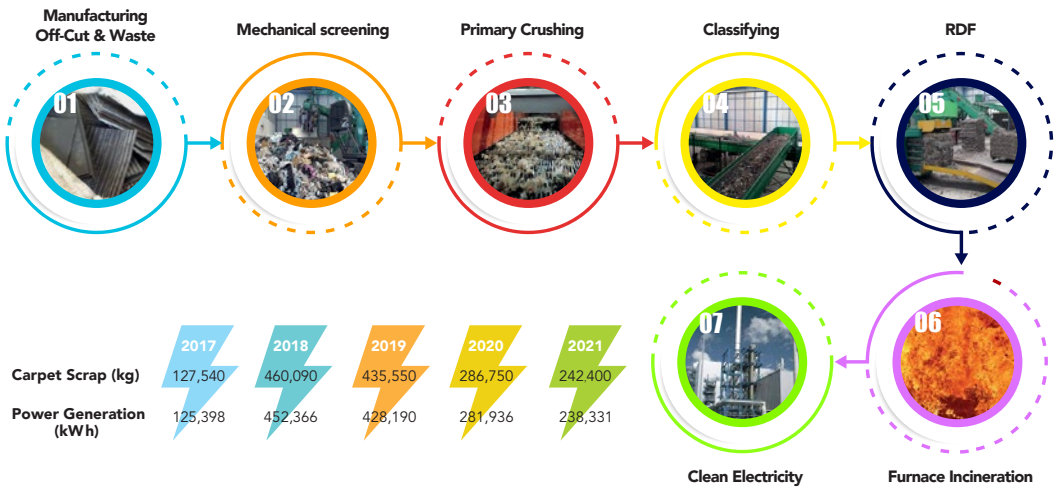 Manufacturing
Off-Cut & Waste
Mechanical screening
Primary Crushing
Classifying
RDF
01
02
03
04
05
07
06
2017
2018
2019
2020
2021
Carpet Scrap (kg)
127,540
460,090
435,550
286,750
242,400
Power Generation
(kWh)
125,398
452,366
428,190
281,936
238,331
Clean Electricity
Furnace Incineration